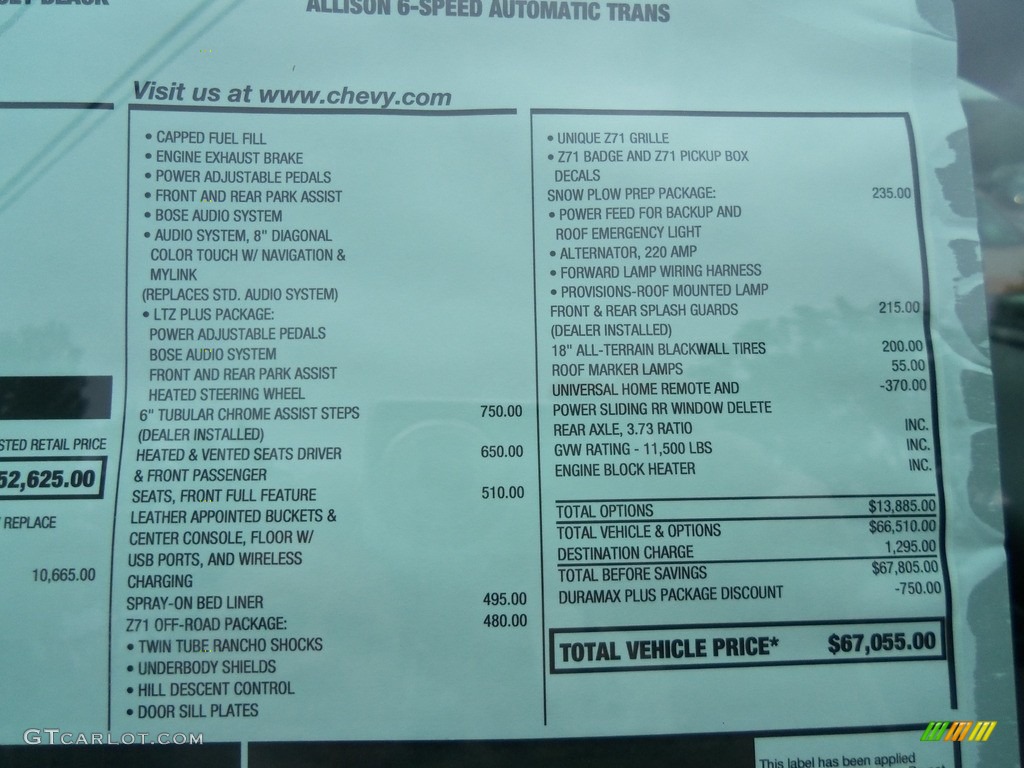 ALLISON 6-SPEED AUTOMATIC TRANS
Visit us at www.chevy.com
STED RETAIL PRICE
52,625.00
REPLACE
10,665.00
• CAPPED FUEL FILL
• ENGINE EXHAUST BRAKE
• POWER ADJUSTABLE PEDALS
• FRONT AND REAR PARK ASSIST
• BOSE AUDIO SYSTEM
• AUDIO SYSTEM, 8" DIAGONAL
COLOR TOUCH W/ NAVIGATION &
MYLINK
(REPLACES STD. AUDIO SYSTEM)
• LTZ PLUS PACKAGE:
POWER ADJUSTABLE PEDALS
BOSE AUDIO SYSTEM
FRONT AND REAR PARK ASSIST
HEATED STEERING WHEEL
6" TUBULAR CHROME ASSIST STEPS 750.00
(DEALER INSTALLED)
HEATED & VENTED SEATS DRIVER 650.00
& FRONT PASSENGER
SEATS, FRONT FULL FEATURE 510.00
LEATHER APPOINTED BUCKETS &
CENTER CONSOLE, FLOOR W/
USB PORTS, AND WIRELESS
CHARGING
SPRAY-ON BED LINER 495.00
Z71 OFF-ROAD PACKAGE: 480.00
• TWIN TUBE RANCHO SHOCKS
• UNDERBODY SHIELDS
• HILL DESCENT CONTROL
• DOOR SILL PLATES
• UNIQUE Z71 GRILLE
• Z71 BADGE AND Z71 PICKUP BOX
DECALS
SNOW PLOW PREP PACKAGE: 235.00
• POWER FEED FOR BACKUP AND
ROOF EMERGENCY LIGHT
• ALTERNATOR, 220 AMP
• FORWARD LAMP WIRING HARNESS
• PROVISIONS-ROOF MOUNTED LAMP
FRONT & REAR SPLASH GUARDS 215.00
(DEALER INSTALLED)
18" ALL-TERRAIN BLACKWALL TIRES 200.00
ROOF MARKER LAMPS 55.00
UNIVERSAL HOME REMOTE AND -370.00
POWER SLIDING RR WINDOW DELETE
REAR AXLE, 3.73 RATIO INC.
GVW RATING - 11,500 LBS INC.
ENGINE BLOCK HEATER INC.
TOTAL OPTIONS $13,885.00
TOTAL VEHICLE & OPTIONS $66,510.00
DESTINATION CHARGE 1,295.00
TOTAL BEFORE SAVINGS $67,805.00
DURAMAX PLUS PACKAGE DISCOUNT -750.00
TOTAL VEHICLE PRICE* $67,055.00
This label has been applied
GTCARLOT.COM